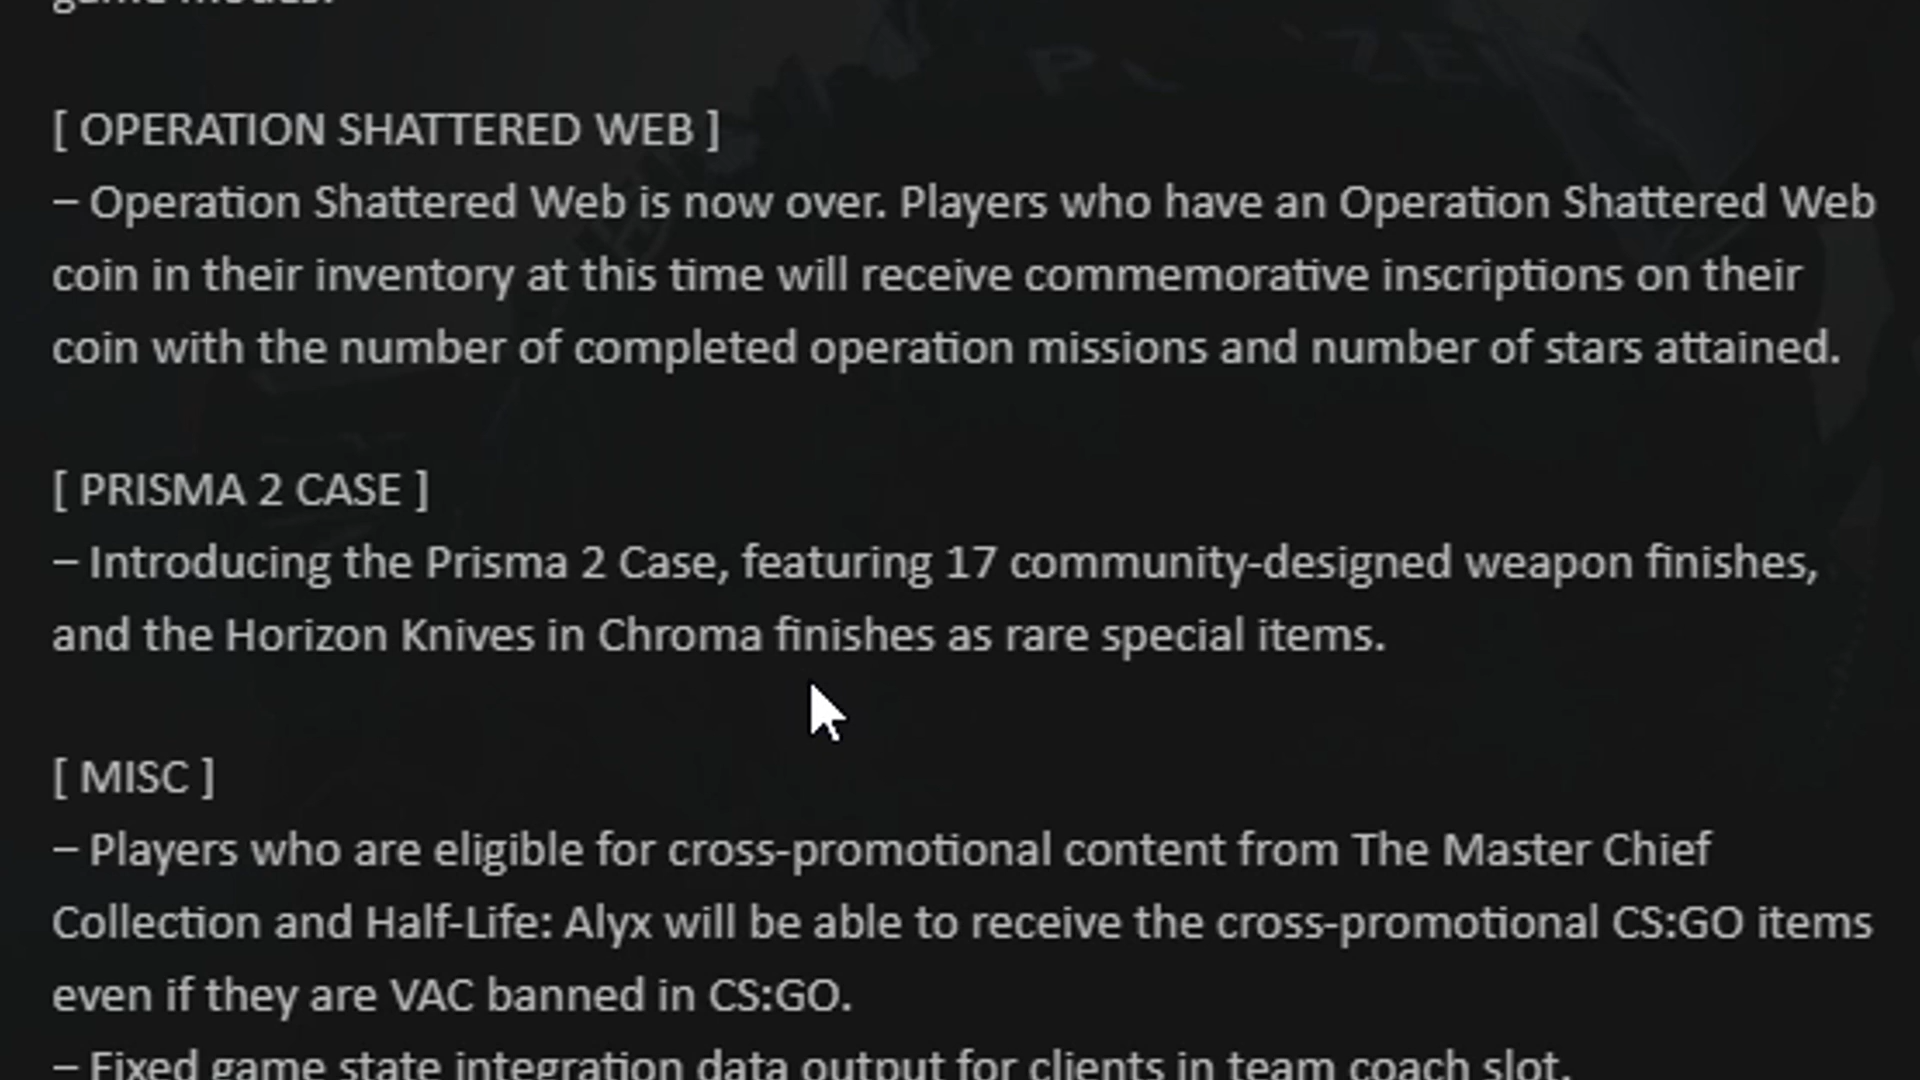 game modes.
[ OPERATION SHATTERED WEB ]
– Operation Shattered Web is now over. Players who have an Operation Shattered Web
coin in their inventory at this time will receive commemorative inscriptions on their
coin with the number of completed operation missions and number of stars attained.
[ PRISMA 2 CASE ]
– Introducing the Prisma 2 Case, featuring 17 community-designed weapon finishes,
and the Horizon Knives in Chroma finishes as rare special items.
[ MISC ]
– Players who are eligible for cross-promotional content from The Master Chief
Collection and Half-Life: Alyx will be able to receive the cross-promotional CS:GO items
even if they are VAC banned in CS:GO.
– Fixed game state integration data output for clients in team coach slot.